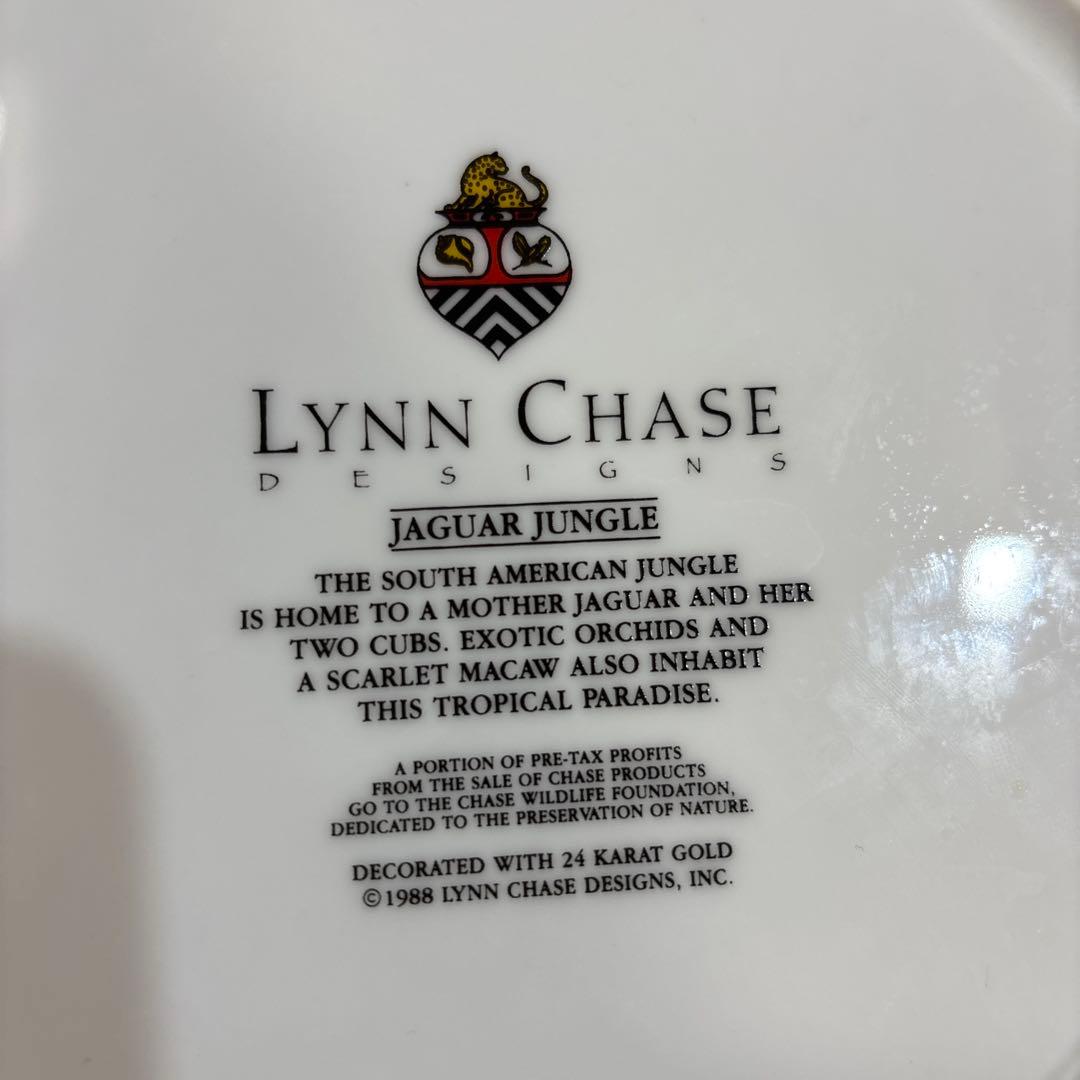 LYNN CHASE
DESIGNS
JAGUAR JUNGLE
THE SOUTH AMERICAN JUNGLE
IS HOME TO A MOTHER JAGUAR AND HER
TWO CUBS. EXOTIC ORCHIDS AND
A SCARLET MACAW ALSO INHABIT
THIS TROPICAL PARADISE.
A PORTION OF PRE-TAX PROFITS
FROM THE SALE OF CHASE PRODUCTS
GO TO THE CHASE WILDLIFE FOUNDATION,
DEDICATED TO THE PRESERVATION OF NATURE.
DECORATED WITH 24 KARAT GOLD
©1988 LYNN CHASE DESIGNS, INC.